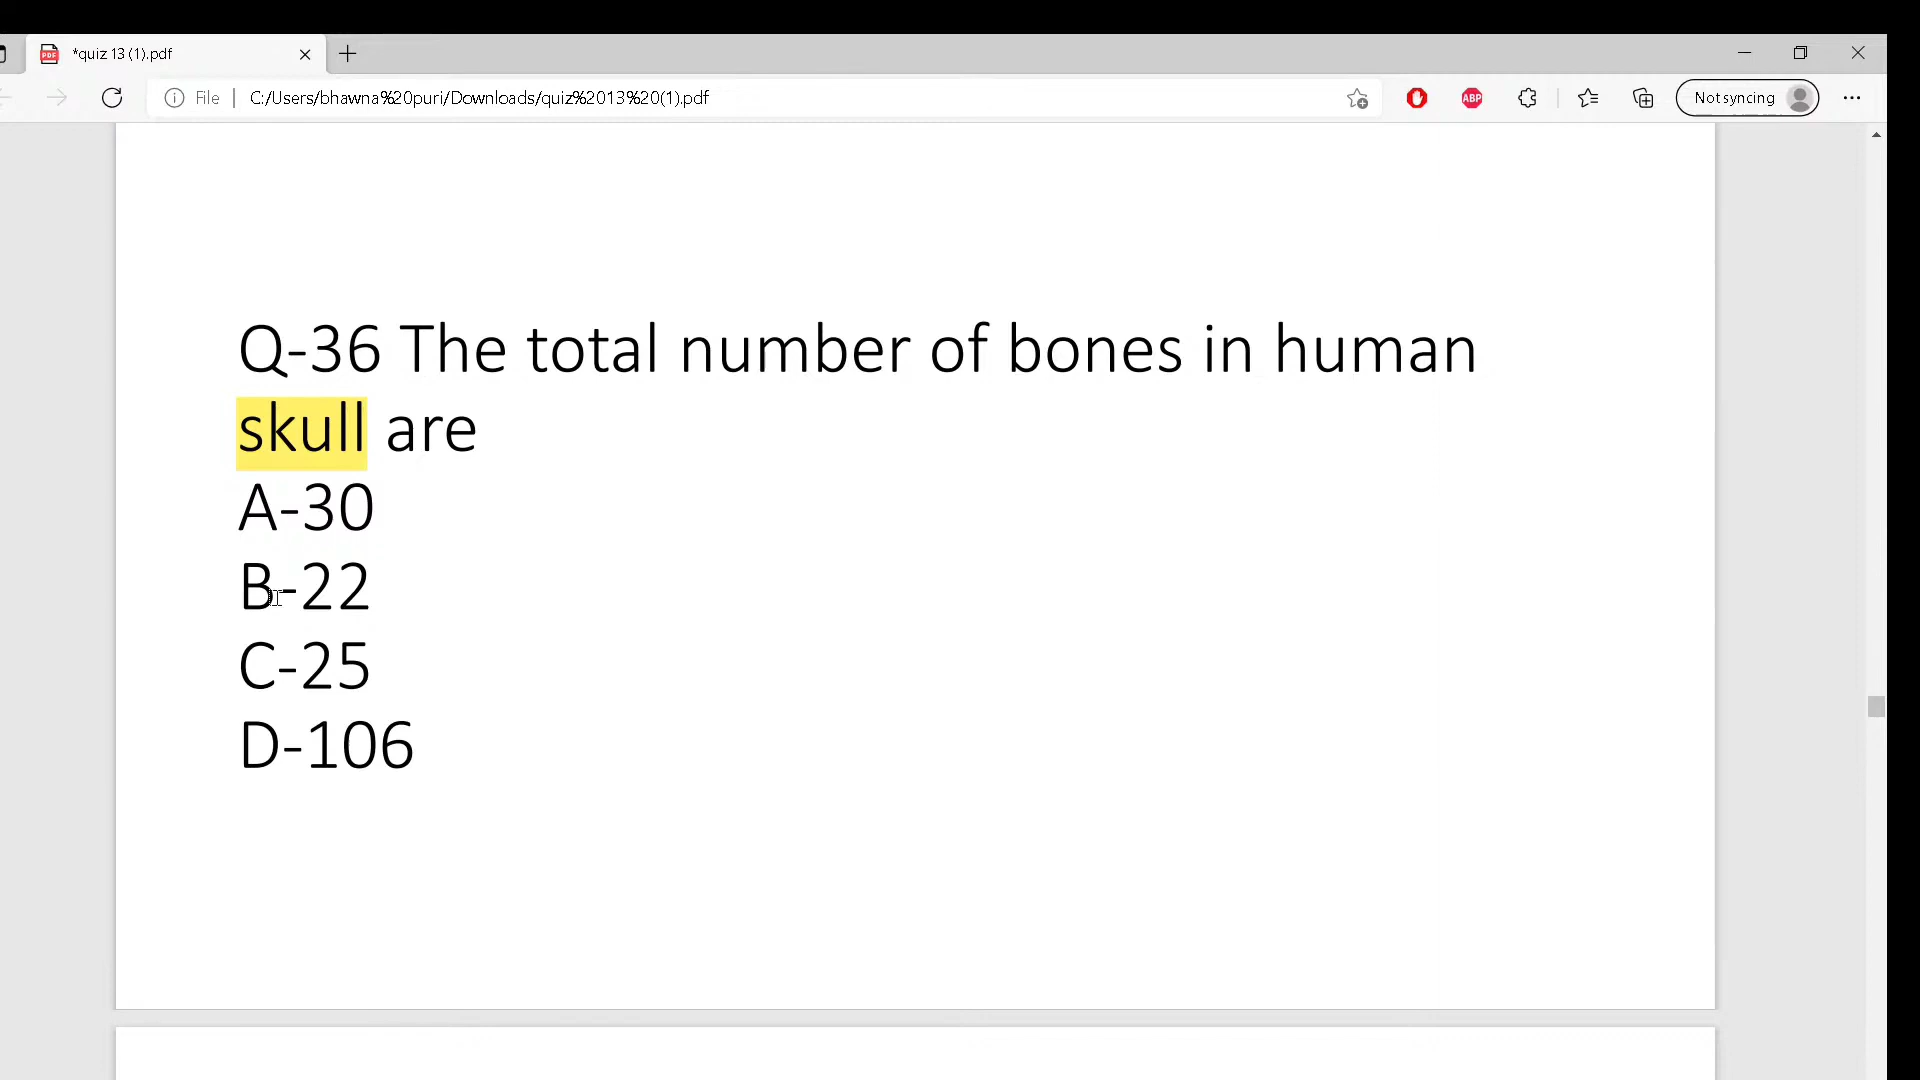 *quiz 13 (1).pdf
File | C:/Users/bhawna%20puri/Downloads/quiz%2013%20(1).pdf
ABP
Not syncing
Q-36 The total number of bones in human
skull are
A-30
B-22
C-25
D-106